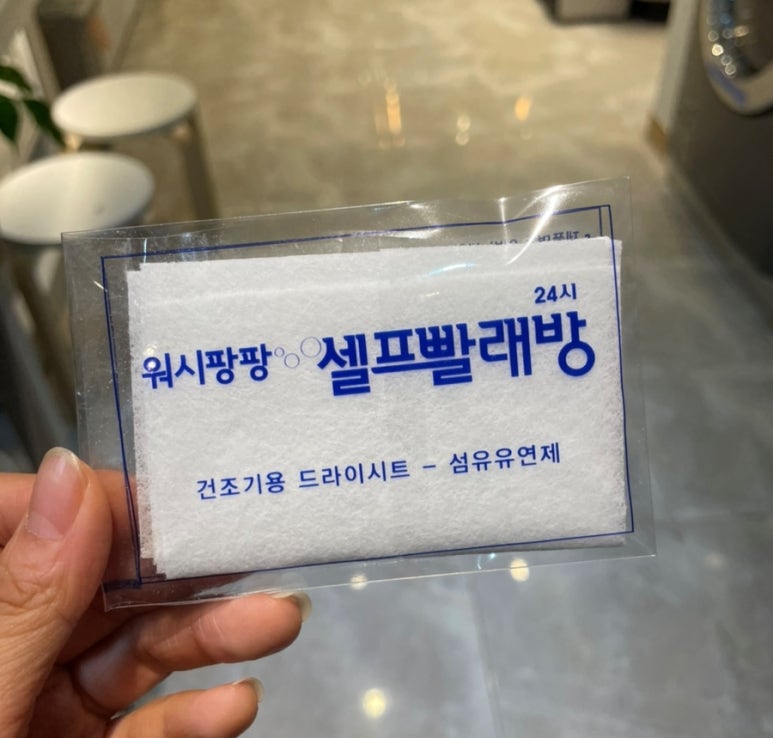 24시
워시팡팡 셀프빨래방
건조기용 드라이시트 - 섬유유연제